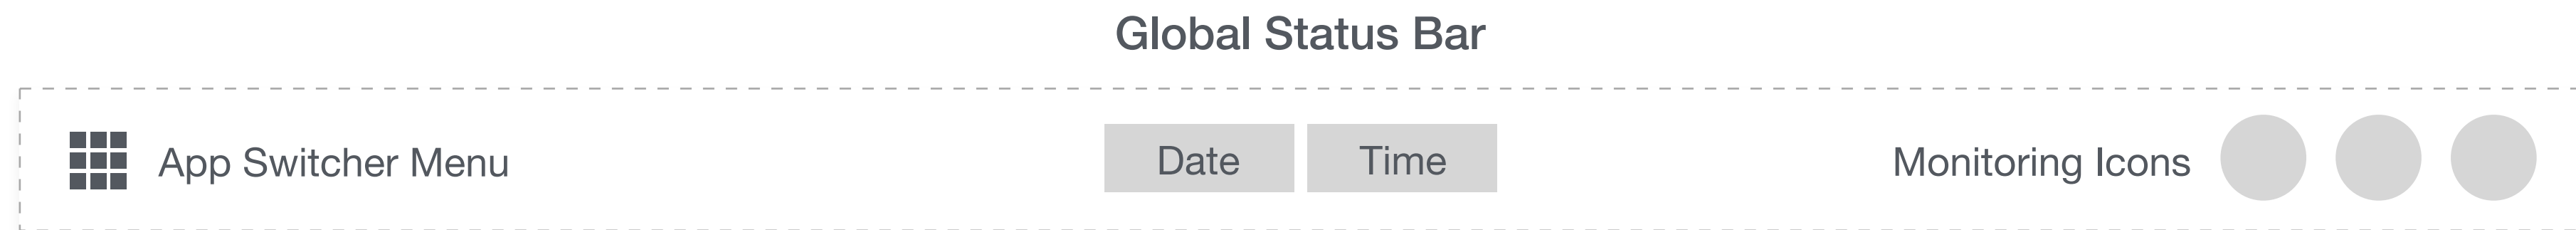 Global Status Bar
App Switcher Menu Date Time Monitoring Icons